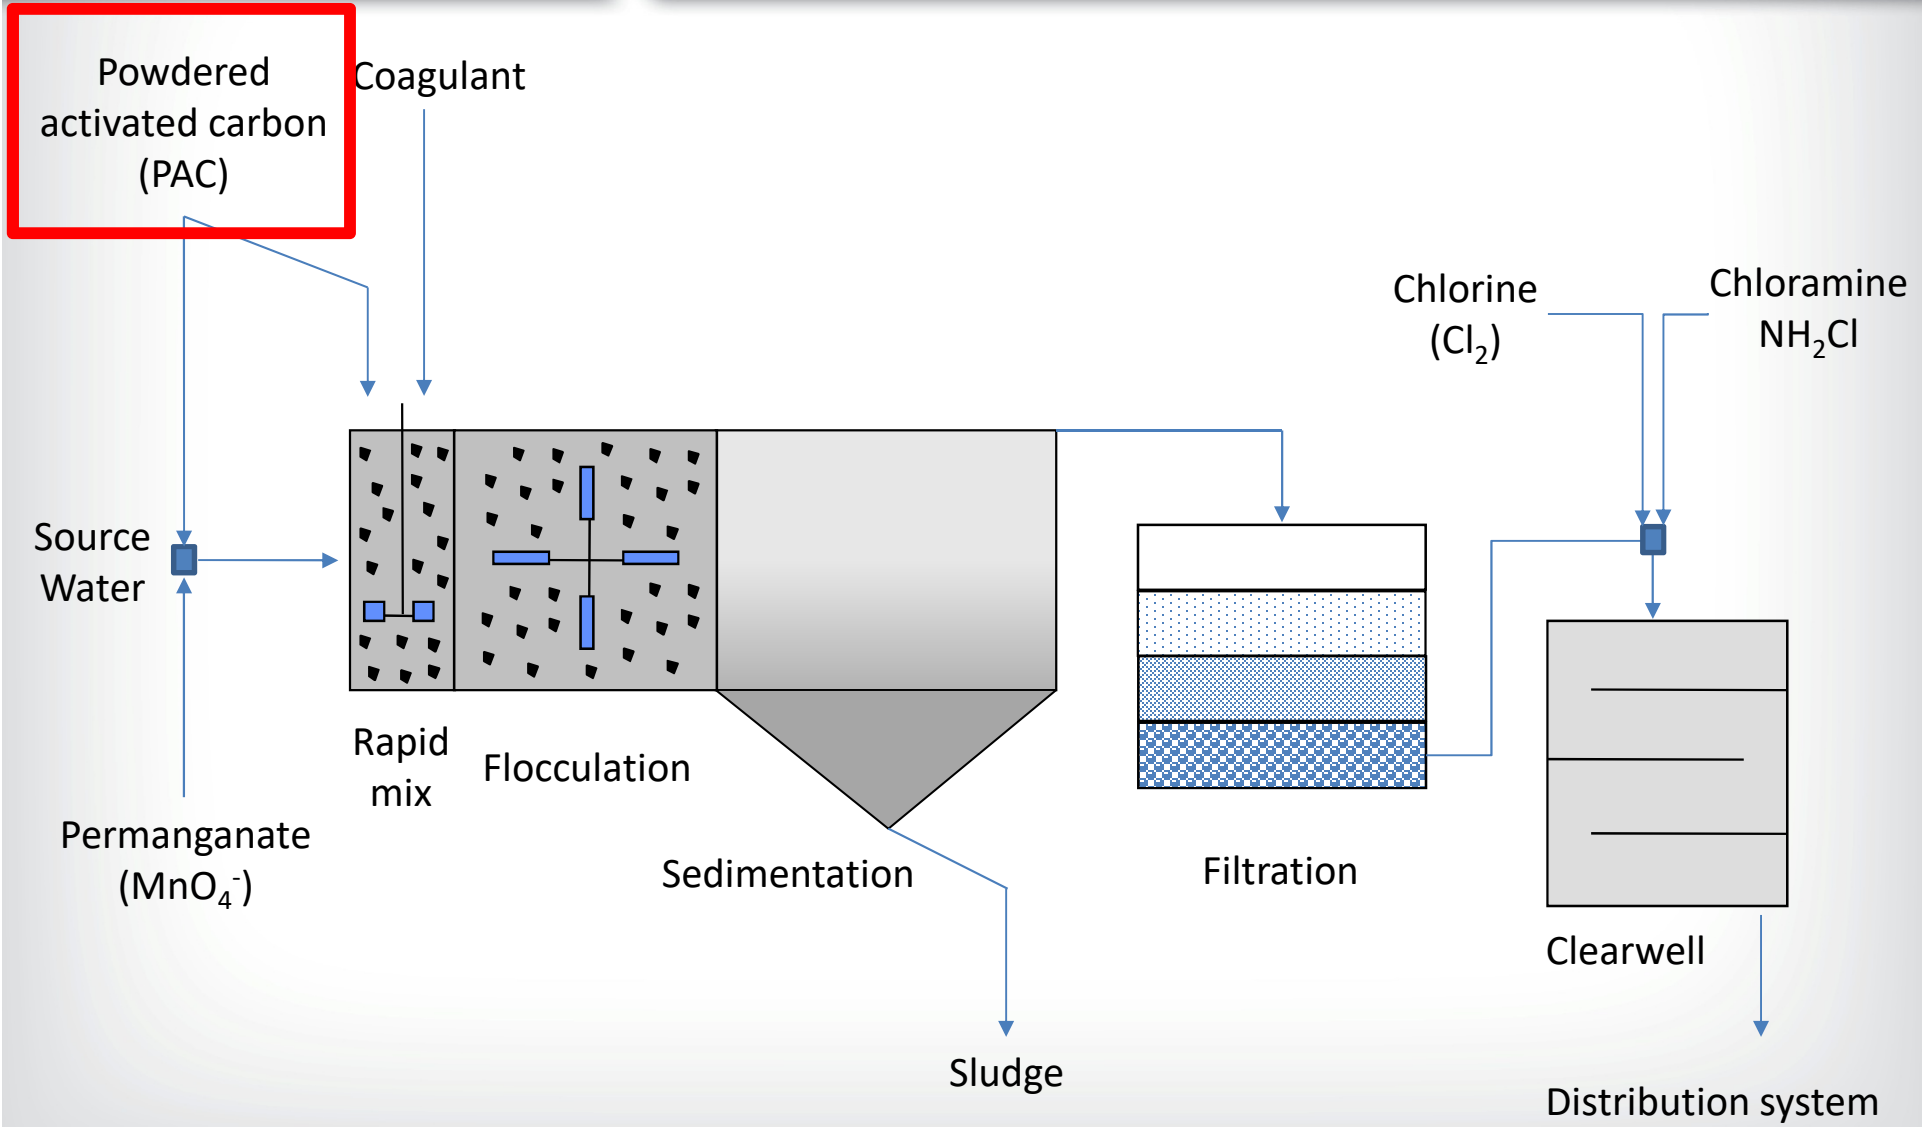 Powdered
activated carbon
(PAC)
Coagulant
Chlorine
(Cl₂)
Chloramine
NH₂Cl
Source
Water
Rapid
mix
Flocculation
Permanganate
(MnO₄⁻)
Sedimentation
Filtration
Clearwell
Sludge
Distribution system